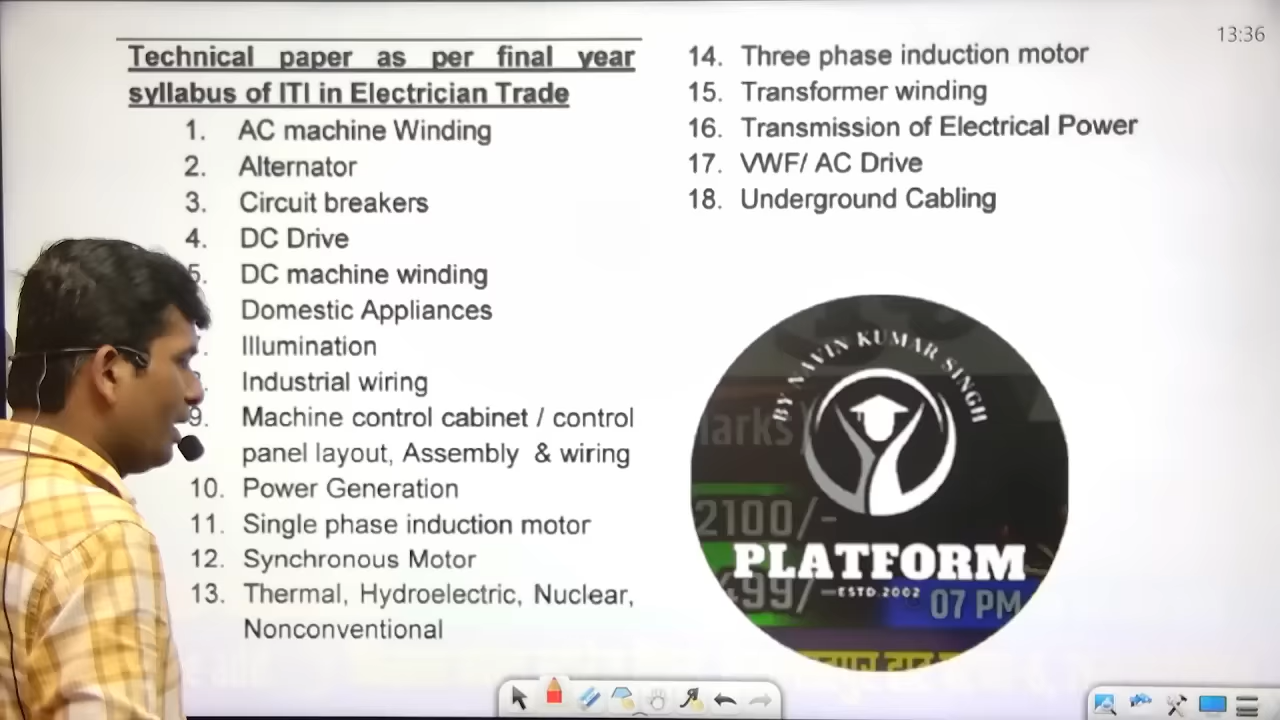 13:36
Technical paper as per final year
syllabus of ITI in Electrician Trade
1. AC machine Winding
2. Alternator
3. Circuit breakers
4. DC Drive
5. DC machine winding
Domestic Appliances
Illumination
Industrial wiring
9. Machine control cabinet / control
panel layout, Assembly & wiring
10. Power Generation
11. Single phase induction motor
12. Synchronous Motor
13. Thermal, Hydroelectric, Nuclear,
Nonconventional
14. Three phase induction motor
15. Transformer winding
16. Transmission of Electrical Power
17. VWF/ AC Drive
18. Underground Cabling
BY NAVIN KUMAR SINGH
2100/-
PLATFORM
499/-
ESTD.2002
07 PM